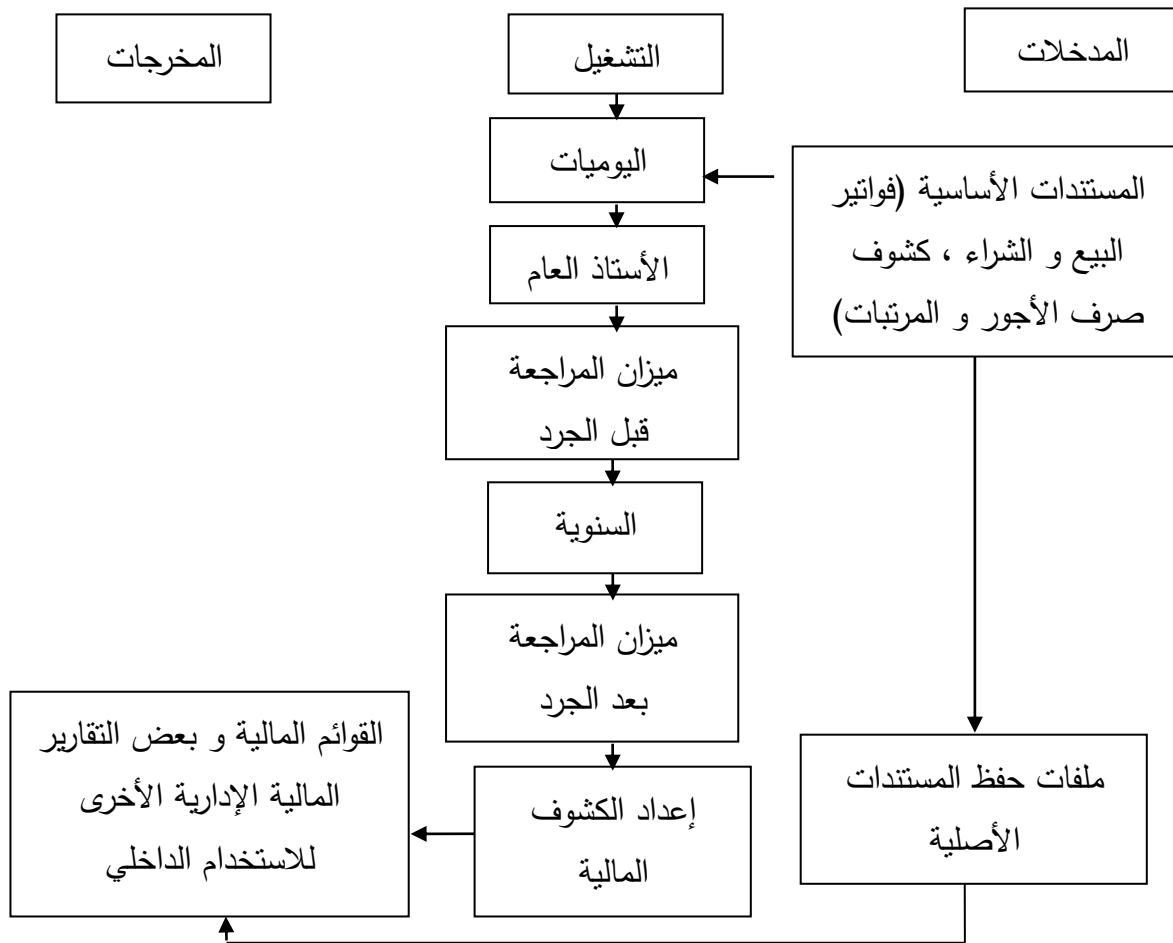 المدخلات
التشغيل
المخرجات
اليوميات
المستندات الأساسية (فواتير
البيع و الشراء ، كشوف
صرف الأجور و المرتبات)
الأستاذ العام
ميزان المراجعة
قبل الجرد
السنوية
ميزان المراجعة
بعد الجرد
ملفات حفظ المستندات
الأصلية
إعداد الكشوف
المالية
القوائم المالية و بعض التقارير
المالية الإدارية الأخرى
للاستخدام الداخلي